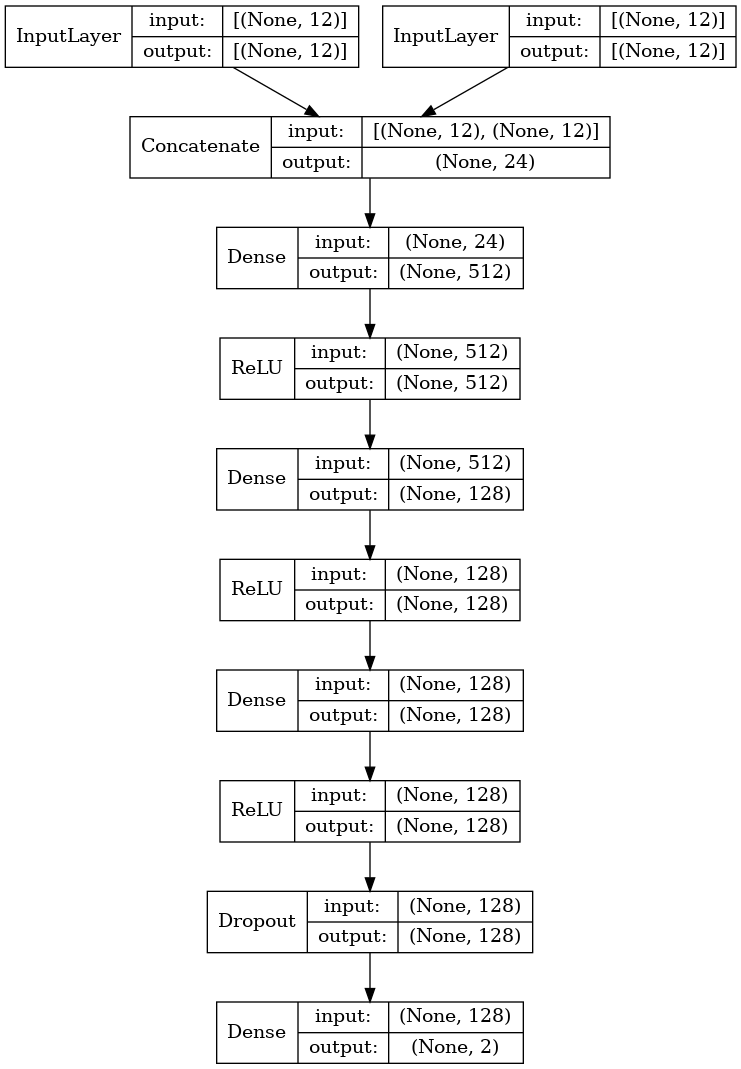 InputLayer input: [(None, 12)]
output: [(None, 12)]
InputLayer input: [(None, 12)]
output: [(None, 12)]
Concatenate input: [(None, 12), (None, 12)]
output: (None, 24)
Dense input: (None, 24)
output: (None, 512)
ReLU input: (None, 512)
output: (None, 512)
Dense input: (None, 512)
output: (None, 128)
ReLU input: (None, 128)
output: (None, 128)
Dense input: (None, 128)
output: (None, 128)
ReLU input: (None, 128)
output: (None, 128)
Dropout input: (None, 128)
output: (None, 128)
Dense input: (None, 128)
output: (None, 2)